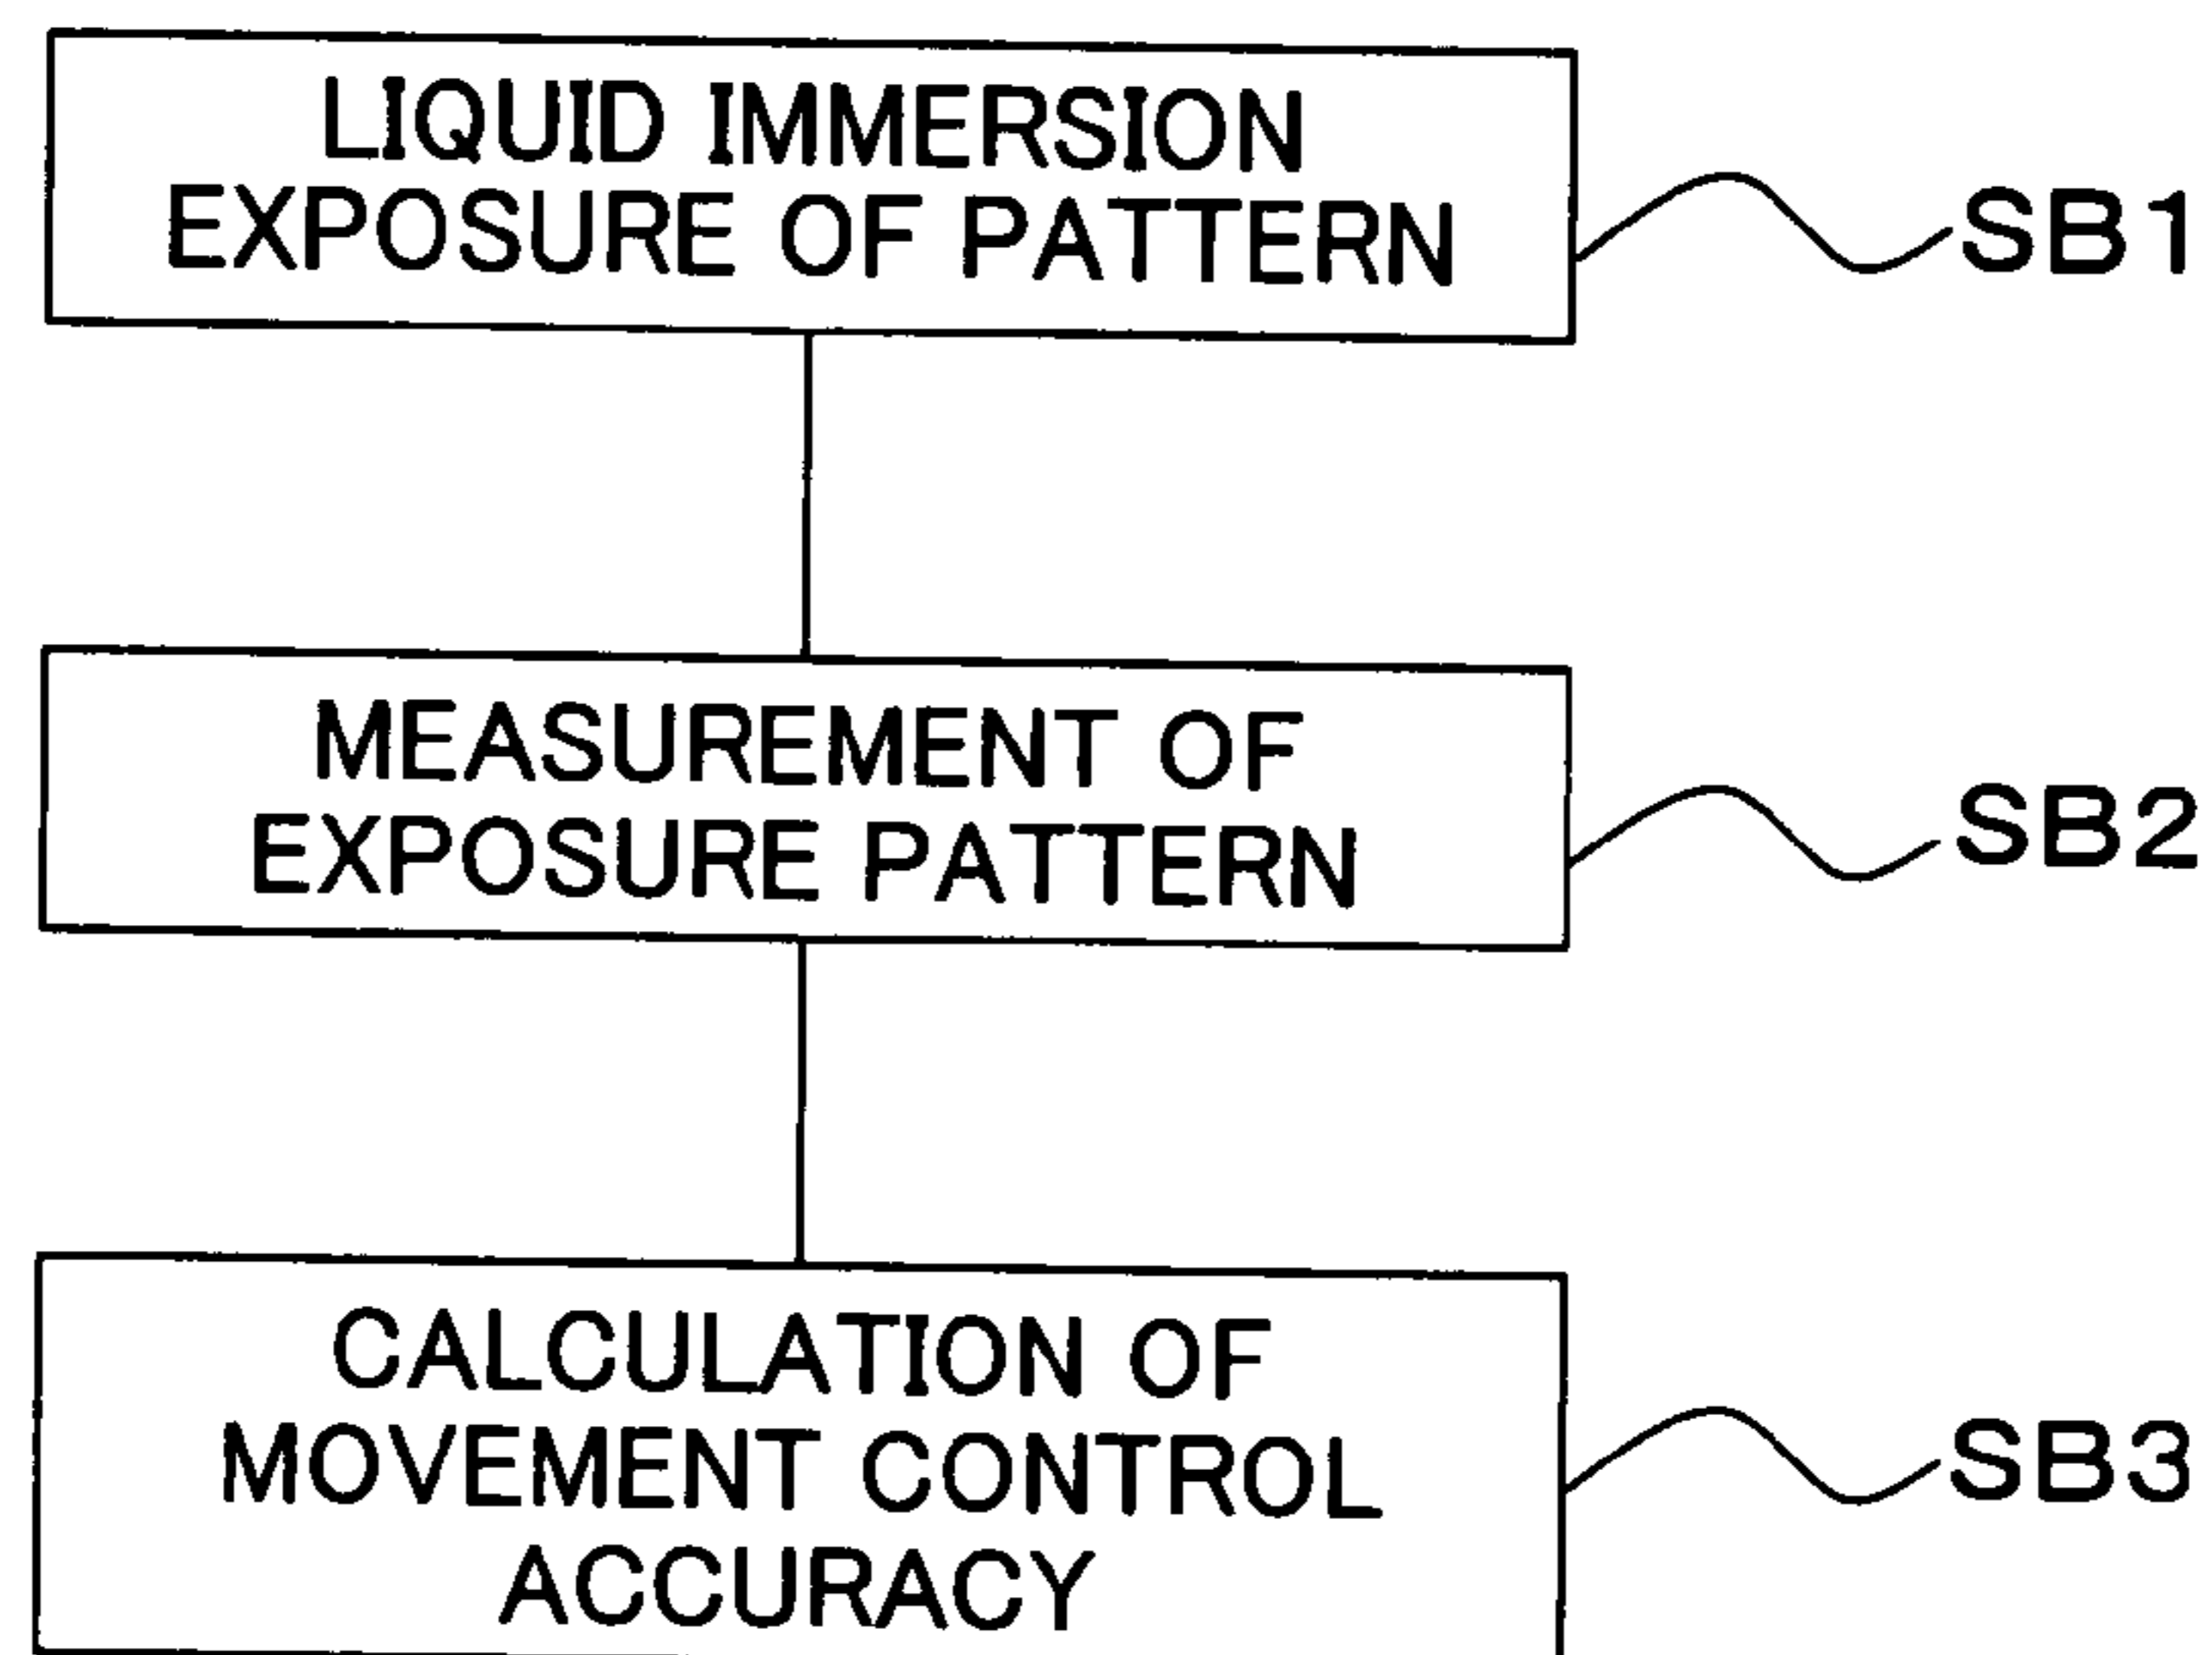 LIQUID IMMERSION
EXPOSURE OF PATTERN
SB1
MEASUREMENT OF
EXPOSURE PATTERN
SB2
CALCULATION OF
MOVEMENT CONTROL
ACCURACY
SB3